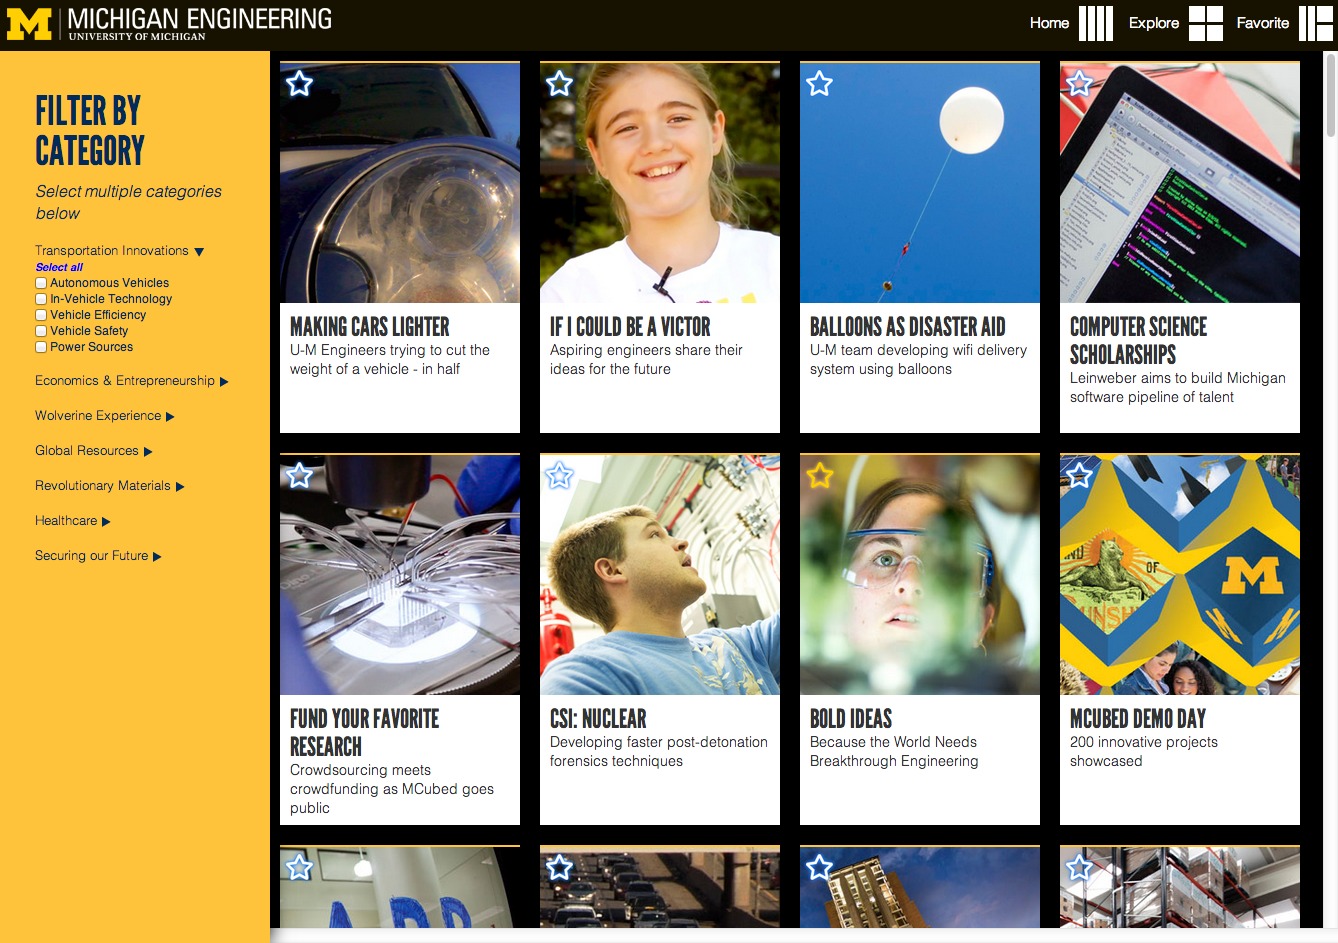 M MICHIGAN ENGINEERING
UNIVERSITY OF MICHIGAN
Home
Explore
Favorite
FILTER BY
CATEGORY
Select multiple categories
below
Transportation Innovations
Select all
Autonomous Vehicles
In-Vehicle Technology
Vehicle Efficiency
Vehicle Safety
Power Sources
Economics & Entrepreneurship
Wolverine Experience
Global Resources
Revolutionary Materials
Healthcare
Securing our Future
MAKING CARS LIGHTER
U-M Engineers trying to cut the
weight of a vehicle - in half
IF I COULD BE A VICTOR
Aspiring engineers share their
ideas for the future
BALLOONS AS DISASTER AID
U-M team developing wifi delivery
system using balloons
COMPUTER SCIENCE
SCHOLARSHIPS
Leinweber aims to build Michigan
software pipeline of talent
OF
M
FUND YOUR FAVORITE
RESEARCH
Crowdsourcing meets
crowdfunding as MCubed goes
public
CSI: NUCLEAR
Developing faster post-detonation
forensics techniques
BOLD IDEAS
Because the World Needs
Breakthrough Engineering
MCUBED DEMO DAY
200 innovative projects
showcased